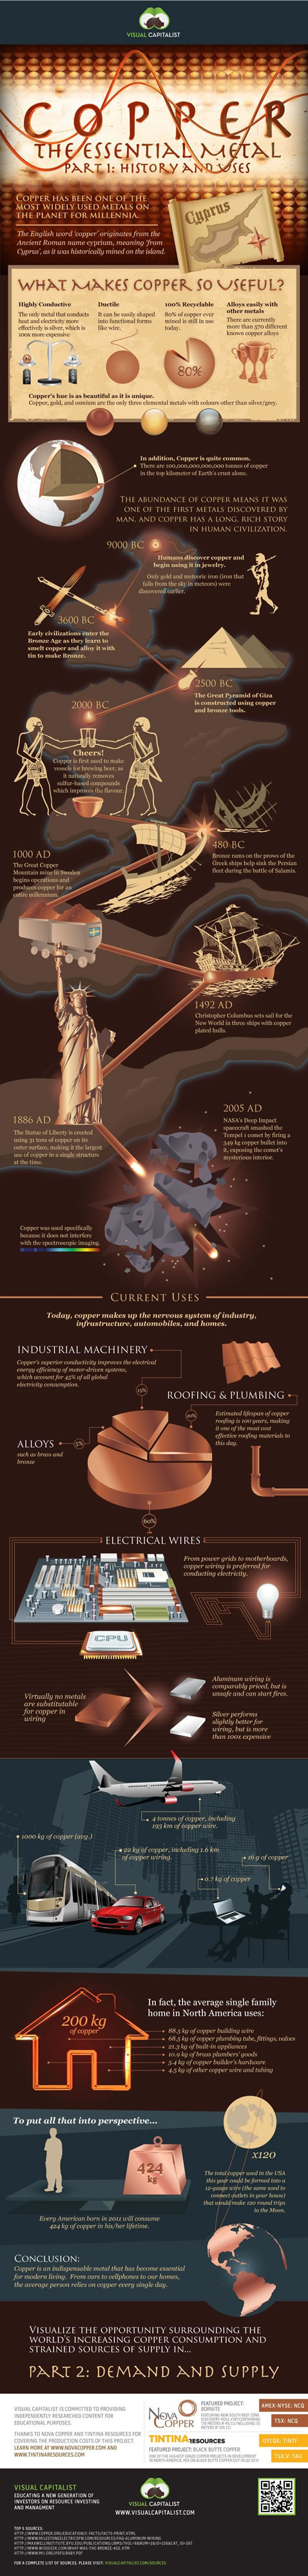 VISUAL CAPITALIST
COPPER
THE ESSENTIAL METAL
PART 1: HISTORY AND USES
COPPER HAS BEEN ONE OF THE
MOST WIDELY USED METALS ON
THE PLANET FOR MILLENNIA.
Cyprus
The English word 'copper' originates from the
Ancient Roman name cyprium, meaning 'from
Cyprus', as it was historically mined on the island.
WHAT MAKES COPPER SO USEFUL?
Highly Conductive
The only metal that conducts
heat and electricity more
effectively is silver, which is
100x more expensive
Ductile
It can be easily shaped
into functional forms
like wire.
100% Recyclable
80% of copper ever
mined is still in use
today.
80%
Alloys easily with
other metals
There are currently
more than 570 different
known copper alloys
Copper's hue is as beautiful as it is unique.
Copper, gold, and osmium are the only three elemental metals with colours other than silver/grey.
In addition, Copper is quite common.
There are 100,000,000,000,000 tonnes of copper
in the top kilometer of Earth's crust alone.
THE ABUNDANCE OF COPPER MEANS IT WAS
ONE OF THE FIRST METALS DISCOVERED BY
MAN, AND COPPER HAS A LONG, RICH STORY
IN HUMAN CIVILIZATION.
9000 BC
Humans discover copper and
begin using it in jewelry.
Only gold and meteoric iron (iron that
falls from the sky in meteors) were
discovered earlier.
3600 BC
Early civilizations enter the
Bronze Age as they learn to
smelt copper and alloy it with
tin to make Bronze.
2500 BC
The Great Pyramid of Giza
is constructed using copper
and bronze tools.
2000 BC
Cheers!
Copper is first used to make
vessels for brewing beer, as
it naturally removes
sulfur-based compounds
which improves the flavour.
480 BC
Bronze rams on the prows of the
Greek ships help sink the Persian
fleet during the battle of Salamis.
1000 AD
The Great Copper
Mountain mine in Sweden
begins operations and
produces copper for an
entire millennium.
1492 AD
Christopher Columbus sets sail for the
New World in three ships with copper
plated hulls.
1886 AD
The Statue of Liberty is erected
using 31 tons of copper on its
outer surface, making it the largest
use of copper in a single structure
at the time.
2005 AD
NASA's Deep Impact
spacecraft smashed the
Tempel 1 comet by firing a
349 kg copper bullet into
it, exposing the comet's
mysterious interior.
Copper was used specifically
because it does not interfere
with the spectroscopic imaging.
CURRENT USES
Today, copper makes up the nervous system of industry,
infrastructure, automobiles, and homes.
INDUSTRIAL MACHINERY
Copper's superior conductivity improves the electrical
energy efficiency of motor-driven systems,
which account for 45% of all global
electricity consumption.
15%
ROOFING & PLUMBING
20%
Estimated lifespan of copper
roofing is 200 years, making
it one of the most cost
effective roofing materials to
this day.
ALLOYS
5%
such as brass and
bronze
60%
ELECTRICAL WIRES
From power grids to motherboards,
copper wiring is preferred for
conducting electricity.
CPU
Virtually no metals
are substitutable
for copper in
wiring
Aluminum wiring is
comparably priced, but is
unsafe and can start fires.
Silver performs
slightly better for
wiring, but is more
than 100x expensive
4 tonnes of copper, including
193 km of copper wire.
1000 kg of copper (avg.)
22 kg of copper, including 1.6 km
of copper wiring.
16 g of copper
0.7 kg of copper
In fact, the average single family
home in North America uses:
200 kg
of copper
88.5 kg of copper building wire
68.5 kg of copper plumbing tube, fittings, valves
21.3 kg of built-in appliances
10.9 kg of brass plumbers' goods
5.4 kg of copper builder's hardware
4.5 kg of other copper wire and tubing
To put all that into perspective...
424
kg
Every American born in 2011 will consume
424 kg of copper in his/her lifetime.
x120
The total copper used in the USA
this year could be formed into a
12-gauge wire (the same used to
connect outlets in your house)
that would make 120 round trips
to the Moon.
CONCLUSION:
Copper is an indispensable metal that has become essential
for modern living. From cars to cellphones to our homes,
the average person relies on copper every single day.
VISUALIZE THE OPPORTUNITY SURROUNDING THE
WORLD'S INCREASING COPPER CONSUMPTION AND
STRAINED SOURCES OF SUPPLY IN...
PART 2: DEMAND AND SUPPLY
VISUAL CAPITALIST IS COMMITTED TO PROVIDING
INDEPENDENTLY RESEARCHED CONTENT FOR
EDUCATIONAL PURPOSES.
THANKS TO NOVA COPPER AND TINTINA RESOURCES FOR
COVERING THE PRODUCTION COSTS OF THIS PROJECT.
LEARN MORE AT WWW.NOVACOPPER.COM AND
WWW.TINTINARESOURCES.COM
NOVA
COPPER
FEATURED PROJECT:
BORNITE
AMEX-NYSE: NCQ
TSX: NCQ
TINTINA RESOURCES
FEATURED PROJECT: BLACK BUTTE COPPER
OTCQX: TINTF
TSX.V: TAU
VISUAL CAPITALIST
EDUCATING A NEW GENERATION OF
INVESTORS ON RESOURCE INVESTING
AND MANAGEMENT
VISUAL CAPITALIST
WWW.VISUALCAPITALIST.COM
TOP 5 SOURCES:
FOR A COMPLETE LIST OF SOURCES, PLEASE VISIT: VISUALCAPITALIST.COM/SOURCES